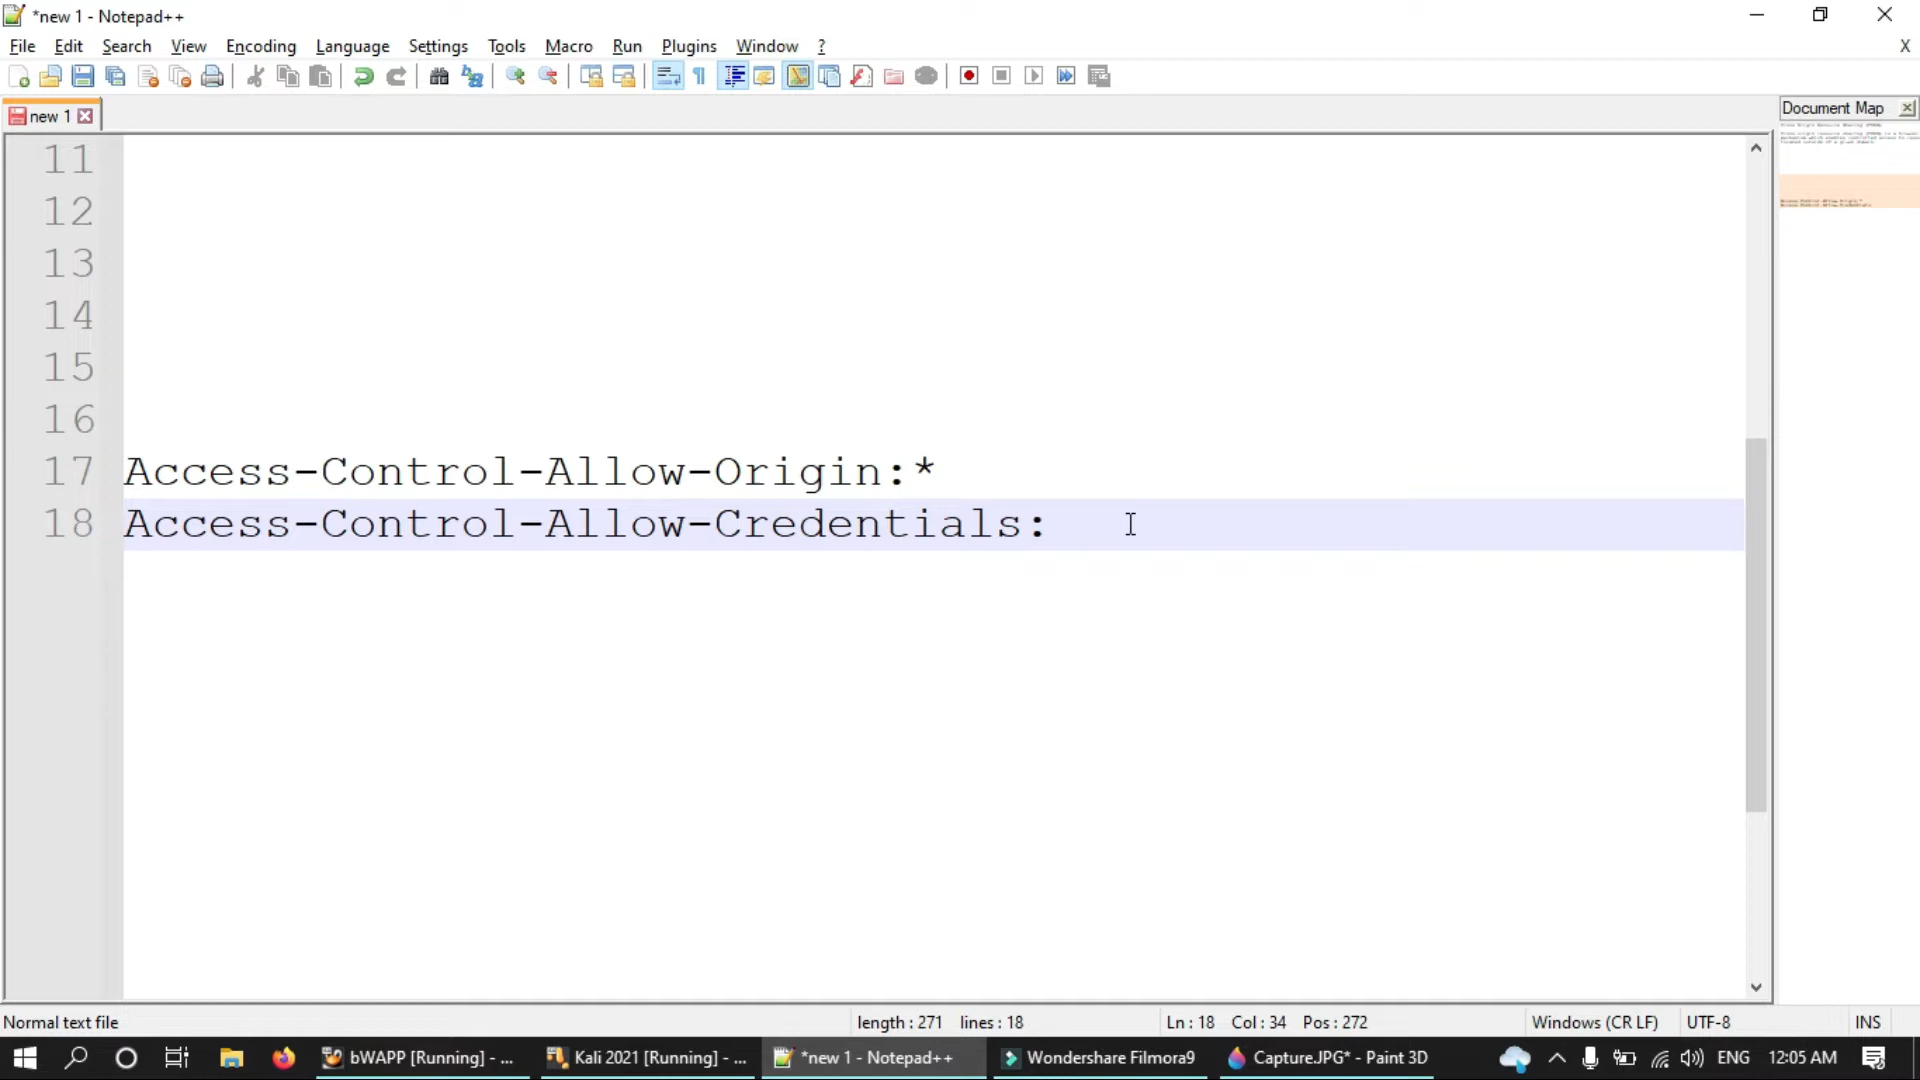 *new 1 - Notepad++
File Edit Search View Encoding Language Settings Tools Macro Run Plugins Window ? X
new 1
Document Map
11
12
13
14
15
16
17 Access-Control-Allow-Origin:*
18 Access-Control-Allow-Credentials:
Normal text file length : 271 lines : 18 Ln : 18 Col : 34 Pos : 272 Windows (CR LF) UTF-8 INS
bWAPP [Running] - ... Kali 2021 [Running] - ... *new 1 - Notepad++ Wondershare Filmora9 CaptureJPG* - Paint 3D ENG 12:05 AM